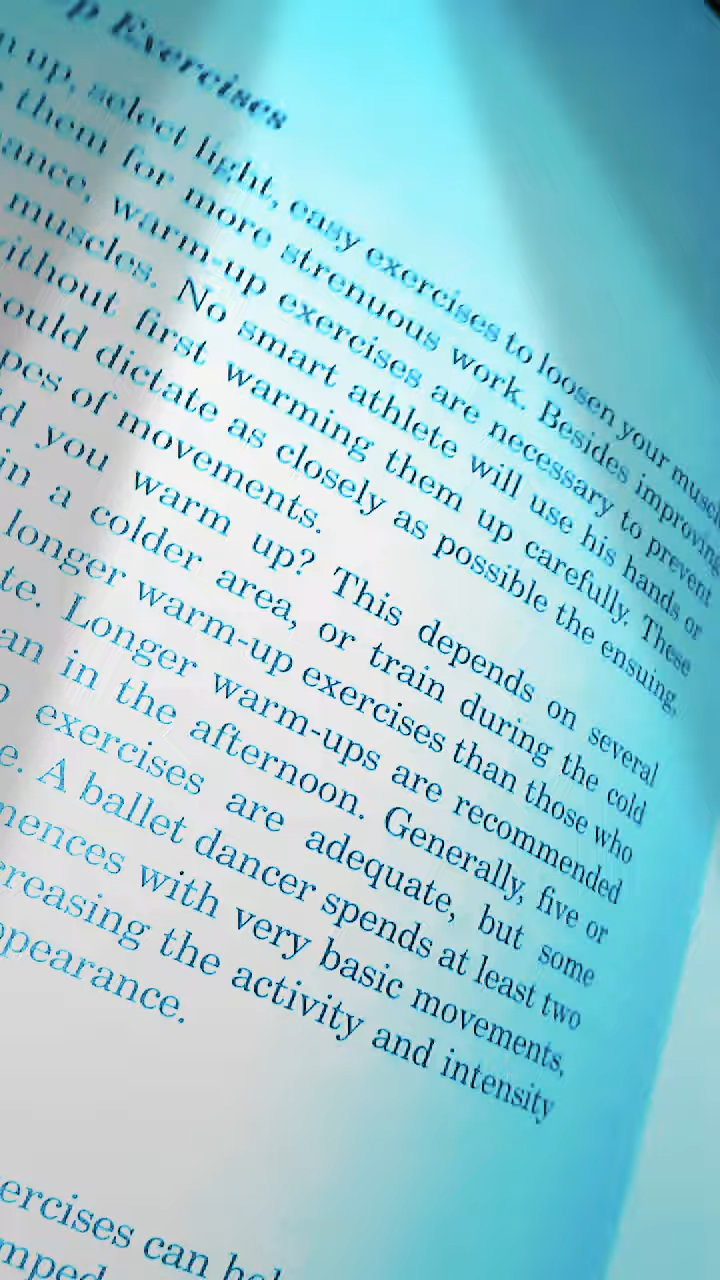 p Exercises
up, select light, easy exercises to loosen your muscl
them for more strenuous work. Besides improving
ance, warm-up exercises are necessary to prevent
muscles. No smart athlete will use his hands or
ithout first warming them up carefully. These
ould dictate as closely as possible the ensuing,
pes of movements.
d you warm up? This depends on several
in a colder area, or train during the cold
longer warm-up exercises than those who
te. Longer warm-ups are recommended
an in the afternoon. Generally, five or
exercises are adequate, but some
e. A ballet dancer spends at least two
nences with very basic movements,
reasing the activity and intensity
ppearance.
ercises can hel
mped